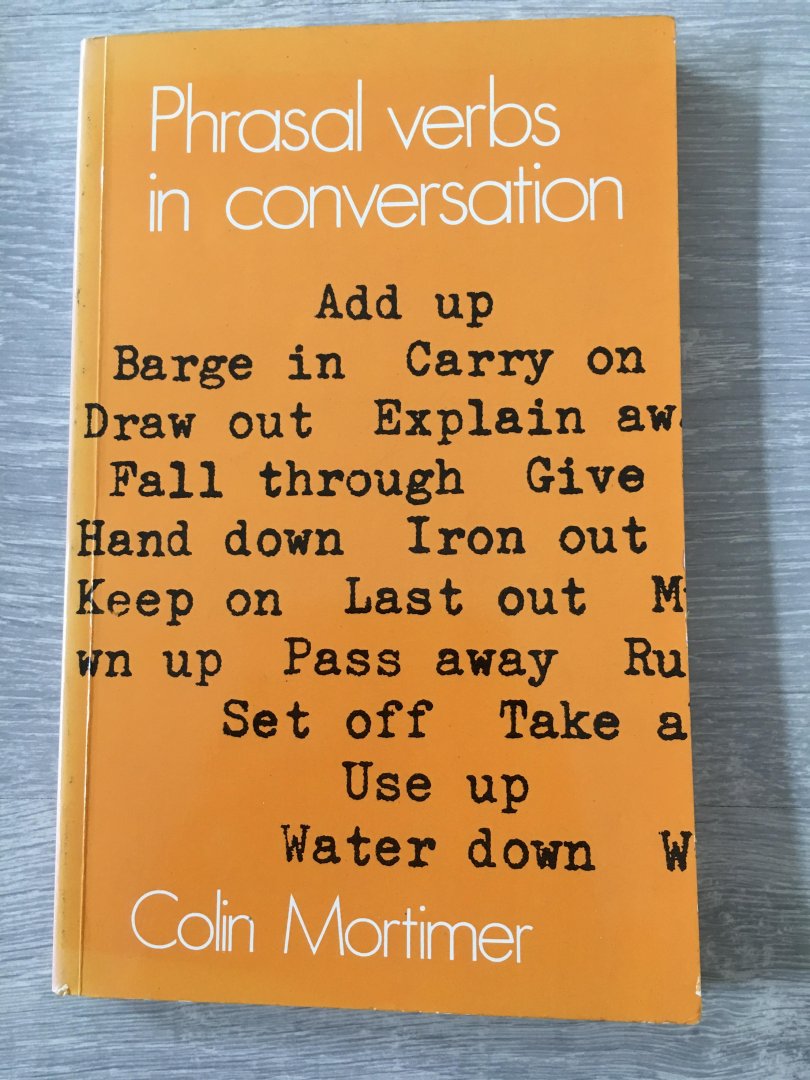 Phrasal verbs
in conversation
Add up
Barge in Carry on
Draw out Explain aw
Fall through Give
Hand down Iron out
Keep on Last out M
wn up Pass away Ru
Set off Take a
Use up
Water down W
Colin Mortimer